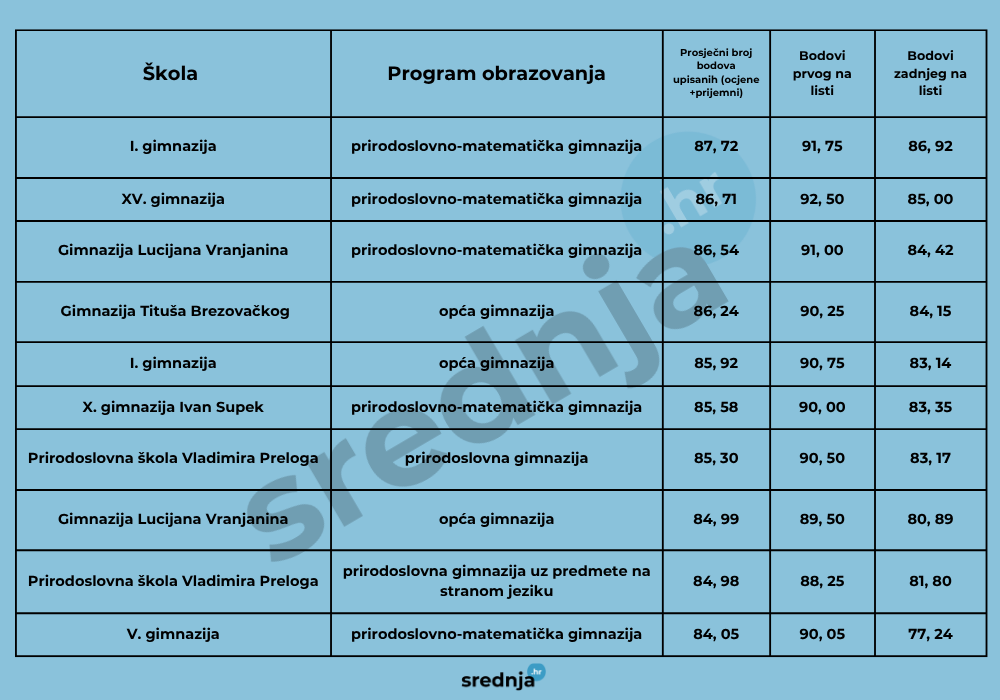 Škola
Program obrazovanja
Prosječni broj
bodova
upisanih (ocjene
+prijemni)
Bodovi
prvog na
listi
Bodovi
zadnjeg na
listi
I. gimnazija prirodoslovno-matematička gimnazija 87, 72 91, 75 86, 92
XV. gimnazija prirodoslovno-matematička gimnazija 86, 71 92, 50 85, 00
Gimnazija Lucijana Vranjanina prirodoslovno-matematička gimnazija 86, 54 91, 00 84, 42
Gimnazija Tituša Brezovačkog opća gimnazija 86, 24 90, 25 84, 15
I. gimnazija opća gimnazija 85, 92 90, 75 83, 14
X. gimnazija Ivan Supek prirodoslovno-matematička gimnazija 85, 58 90, 00 83, 35
Prirodoslovna škola Vladimira Preloga prirodoslovna gimnazija 85, 30 90, 50 83, 17
Gimnazija Lucijana Vranjanina opća gimnazija 84, 99 89, 50 80, 89
Prirodoslovna škola Vladimira Preloga prirodoslovna gimnazija uz predmete na
stranom jeziku 84, 98 88, 25 81, 80
V. gimnazija prirodoslovno-matematička gimnazija 84, 05 90, 05 77, 24
srednja.hr
srednja.hr